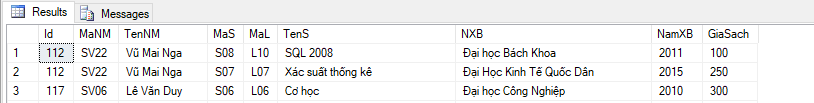 Results Messages
Id MaNM TenNM MaS MaL TenS NXB NamXB GiaSach
1 112 SV22 Vũ Mai Nga S08 L10 SQL 2008 Đại học Bách Khoa 2011 100
2 112 SV22 Vũ Mai Nga S07 L07 Xác suất thống kê Đại Học Kinh Tế Quốc Dân 2015 250
3 117 SV06 Lê Văn Duy S06 L06 Cơ học Đại học Công Nghiệp 2010 300